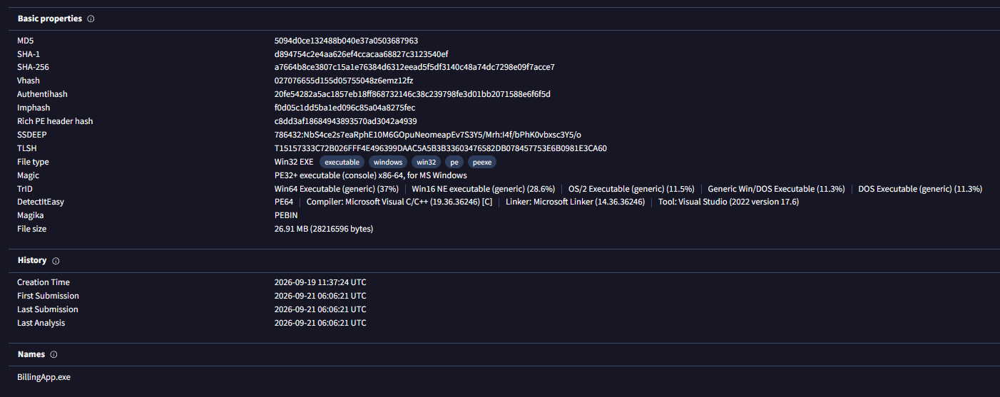 Basic properties
MD5 5094d0ce132488b040e37a0503687963
SHA-1 d894754c2e4aa626ef4ccacaa68827c3123540ef
SHA-256 a7664b8ce3807c15a1e76384d6312eead5f5df3140c48a74dc7298e09f7acce7
Vhash 027076655d155d05755048z6emz12fz
Authentihash 20fe54282a5ac1857eb18ff868732146c38c239798fe3d01bb2071588e6f6f5d
Imphash f0d05c1dd5ba1ed096c85a04a8275fec
Rich PE header hash c8dd3af18684943893570ad3042a4939
SSDEEP 786432:NbS4ce2s7eaRphE10M6GOpuNeomeapEv7S3Y5/Mrh:I4f/bPhK0vbxsc3Y5/o
TLSH T15157333C72B026FFF4E496399DAAC5A5B3B33603476582DB078457753E6B0981E3CA60
File type Win32 EXE executable windows win32 pe peexe
Magic PE32+ executable (console) x86-64, for MS Windows
TrID Win64 Executable (generic) (37%) Win16 NE executable (generic) (28.6%) OS/2 Executable (generic) (11.5%) Generic Win/DOS Executable (11.3%) DOS Executable (generic) (11.3%)
DetectItEasy PE64 Compiler: Microsoft Visual C/C++ (19.36.36246) [C] Linker: Microsoft Linker (14.36.36246) Tool: Visual Studio (2022 version 17.6)
Magika PEBIN
File size 26.91 MB (28216596 bytes)
History
Creation Time 2026-09-19 11:37:24 UTC
First Submission 2026-09-21 06:06:21 UTC
Last Submission 2026-09-21 06:06:21 UTC
Last Analysis 2026-09-21 06:06:21 UTC
Names
BillingApp.exe